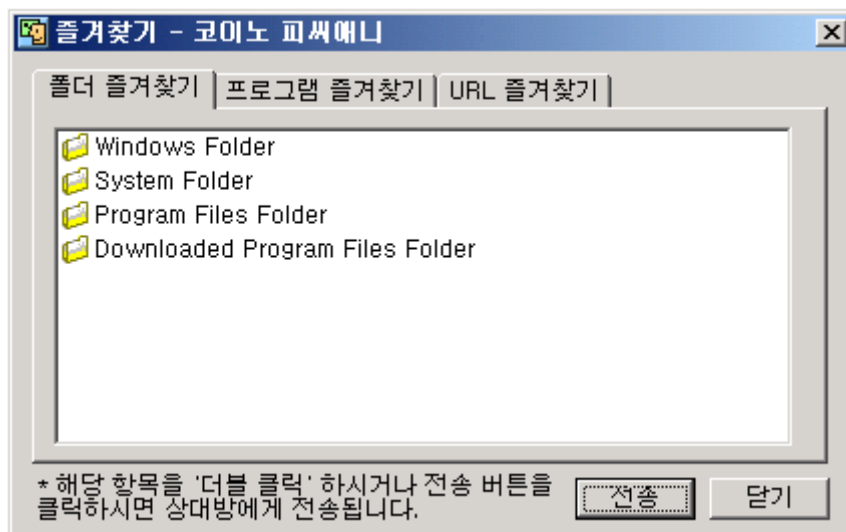 즐겨찾기 - 코이노 피씨애니
폴더 즐겨찾기 프로그램 즐겨찾기 URL 즐겨찾기
Windows Folder
System Folder
Program Files Folder
Downloaded Program Files Folder
* 해당 항목을 '더블 클릭' 하시거나 전송 버튼을
클릭하시면 상대방에게 전송됩니다.
전송 닫기